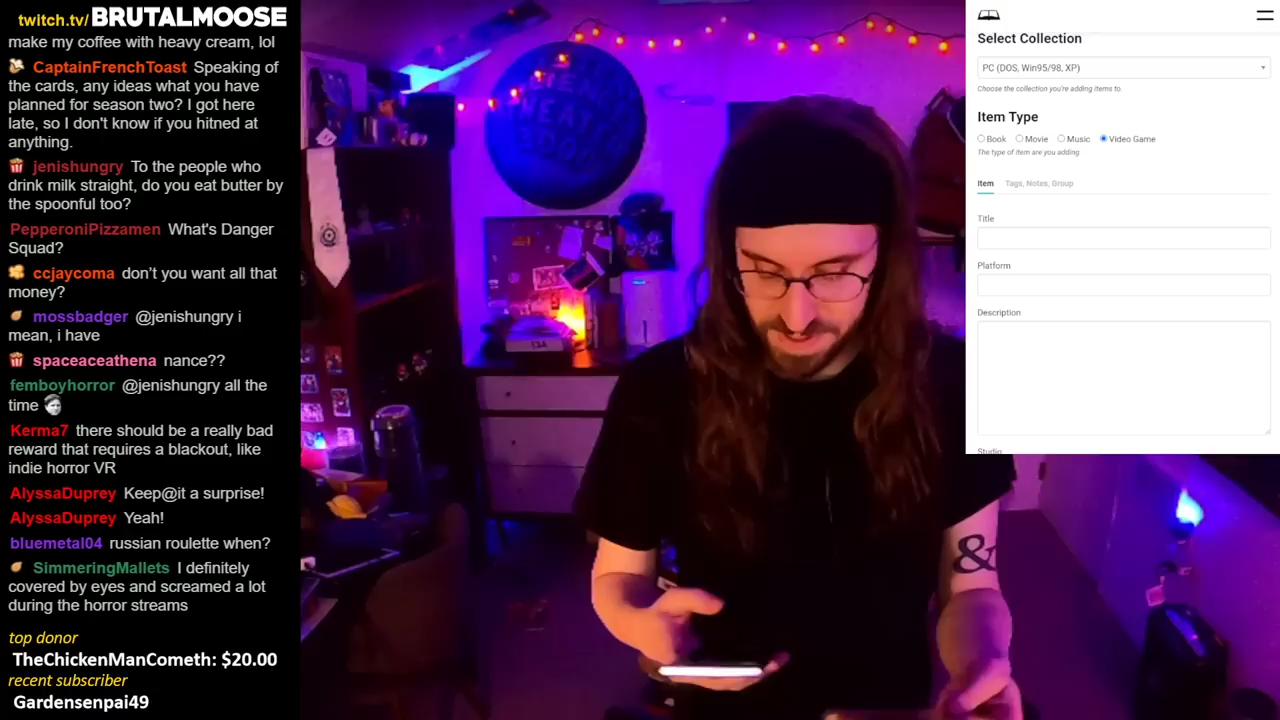 twitch.tv/BRUTALMOOSE
make my coffee with heavy cream, lol
CaptainFrenchToast Speaking of
the cards, any ideas what you have
planned for season two? I got here
late, so I don't know if you hitned at
anything.
jenishungry To the people who
drink milk straight, do you eat butter by
the spoonful too?
PepperoniPizzamen What's Danger
Squad?
ccjaycoma don't you want all that
money?
mossbadger @jenishungry i
mean, i have
spaceaceathena nance??
femboyhorror @jenishungry all the
time
Kerma7 there should be a really bad
reward that requires a blackout, like
indie horror VR
AlyssaDuprey Keep@it a surprise!
AlyssaDuprey Yeah!
bluemetal04 russian roulette when?
SimmeringMallets I definitely
covered by eyes and screamed a lot
during the horror streams
top donor
TheChickenManCometh: $20.00
recent subscriber
Gardensenpai49
MEAT
&
Select Collection
PC (DOS, Win95/98, XP)
Choose the collection you're adding items to.
Item Type
Book Movie Music Video Game
The type of item are you adding
Item Tags, Notes, Group
Title
Platform
Description
Studio